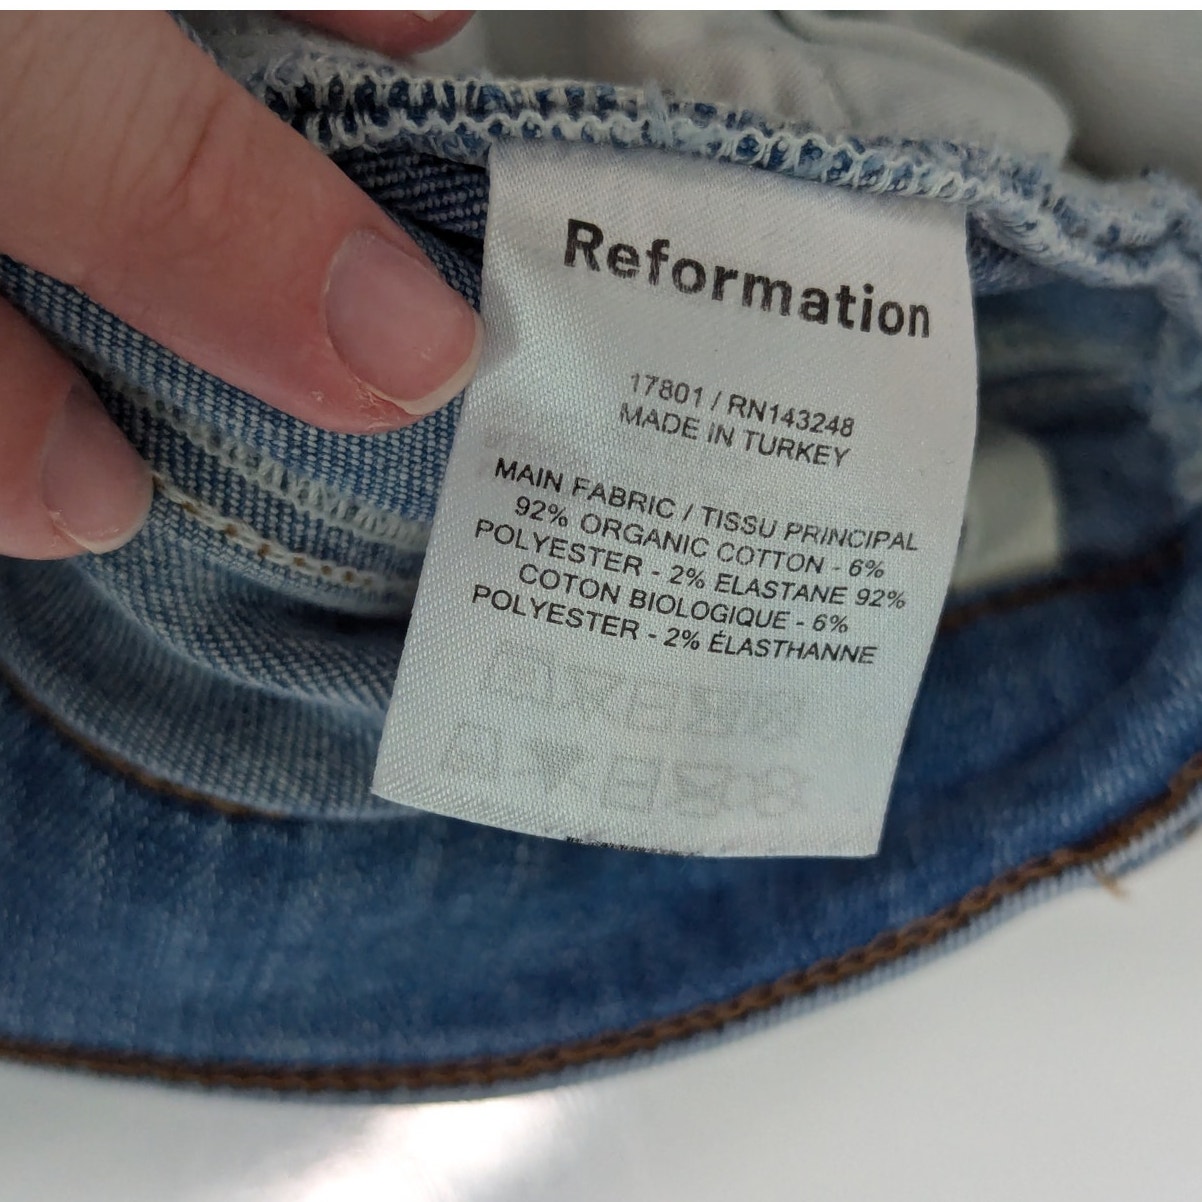 Reformation
17801 / RN143248
MADE IN TURKEY
MAIN FABRIC / TISSU PRINCIPAL
92% ORGANIC COTTON - 6%
POLYESTER - 2% ELASTANE 92%
COTON BIOLOGIQUE - 6%
POLYESTER - 2% ÉLASTHANNE